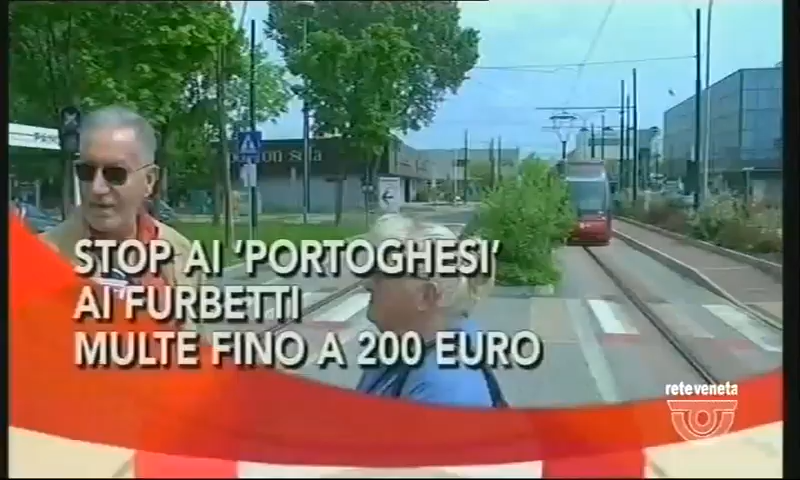 STOP AI 'PORTOGHESI'
AI FURBETTI
MULTE FINO A 200 EURO
reteveneta